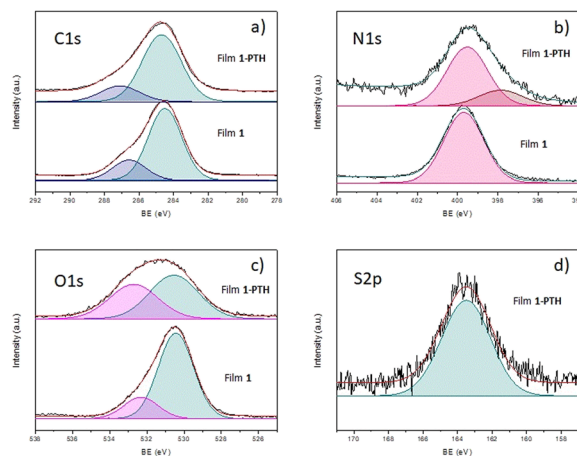 C1s
a)
Film 1-PTH
Film 1
Intensity (a.u.)
292 290 288 286 284 282 280 278 276
BE (eV)
N1s
b)
Film 1-PTH
Film 1
Intensity (a.u.)
406 404 402 400 398 396
BE (eV)
O1s
c)
Film 1-PTH
Film 1
Intensity (a.u.)
538 536 534 532 530 528 526
BE (eV)
S2p
d)
Film 1-PTH
Intensity (a.u.)
170 168 166 164 162 160 158
BE (eV)